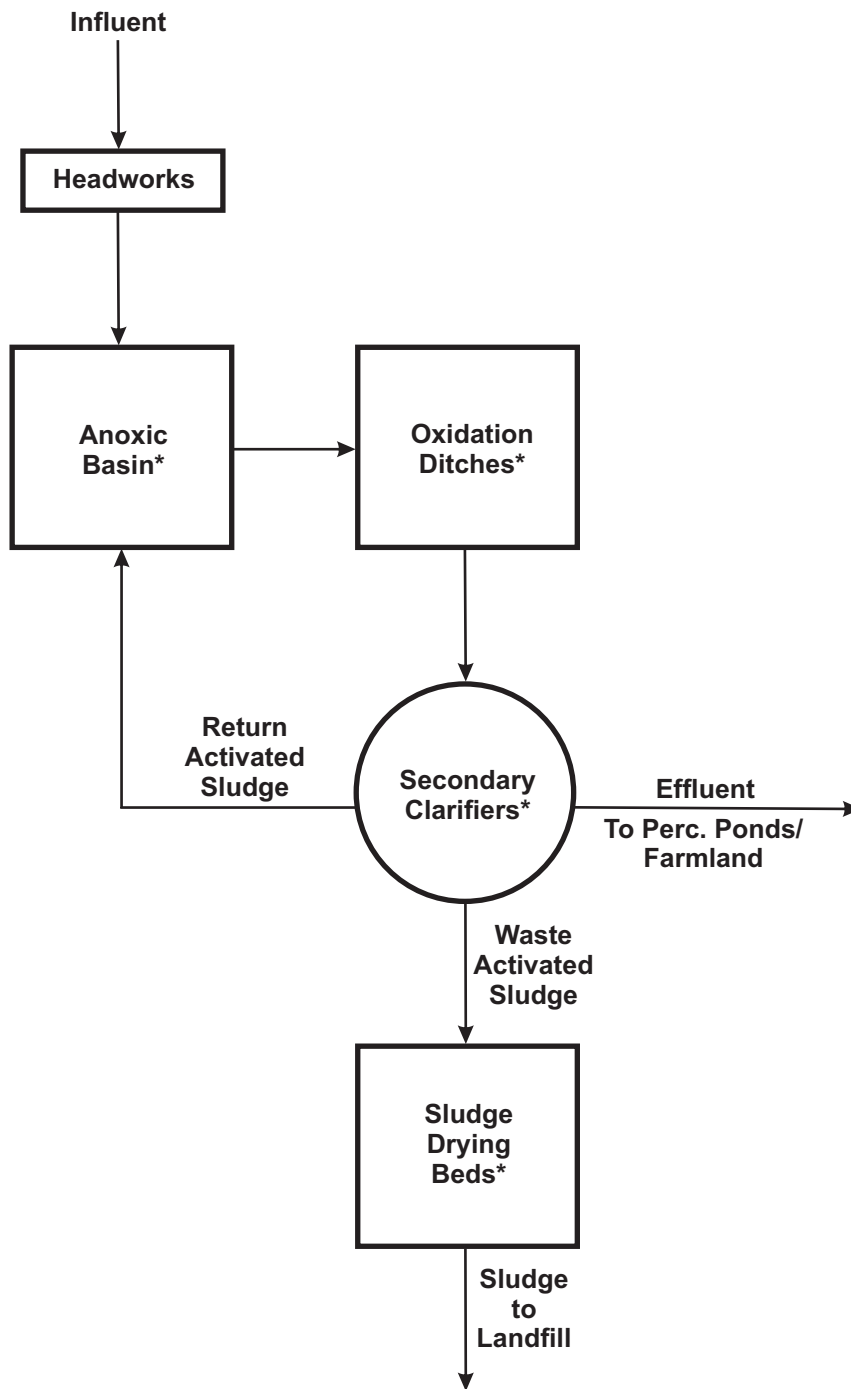 Influent
Headworks
Anoxic
Basin*
Oxidation
Ditches*
Return
Activated
Sludge
Secondary
Clarifiers*
Effluent
To Perc. Ponds/
Farmland
Waste
Activated
Sludge
Sludge
Drying
Beds*
Sludge
to
Landfill